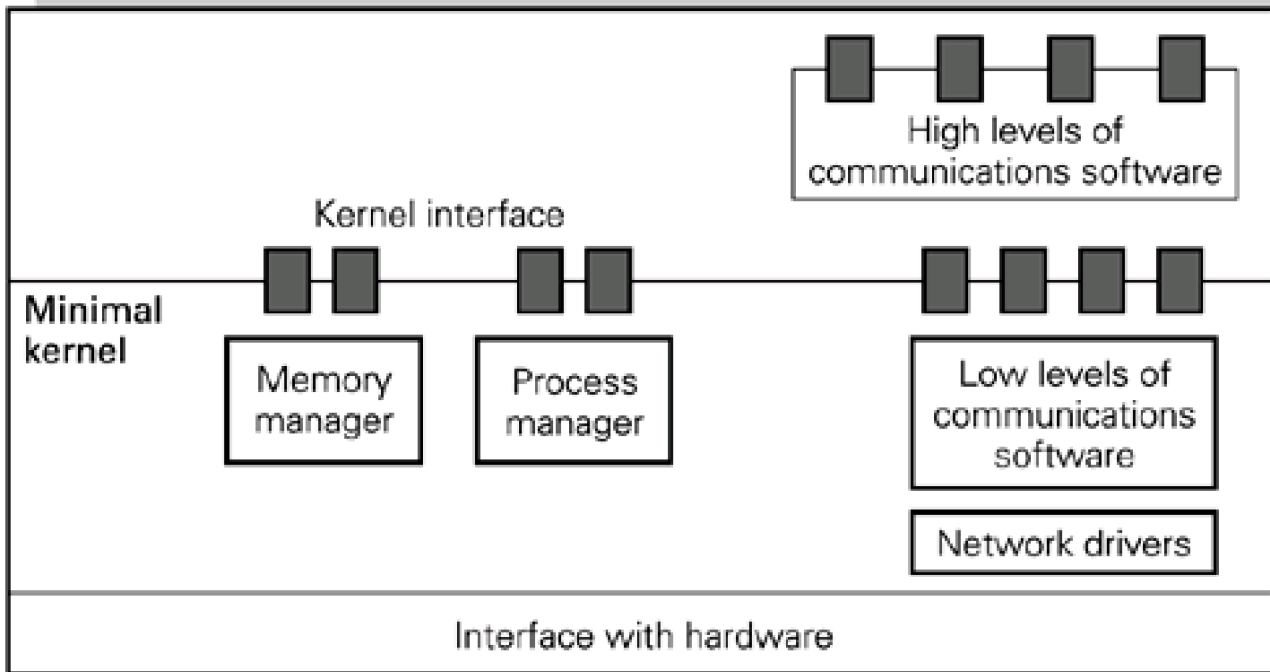 High levels of
communications software
Kernel interface
Minimal
kernel
Memory
manager
Process
manager
Low levels of
communications
software
Network drivers
Interface with hardware